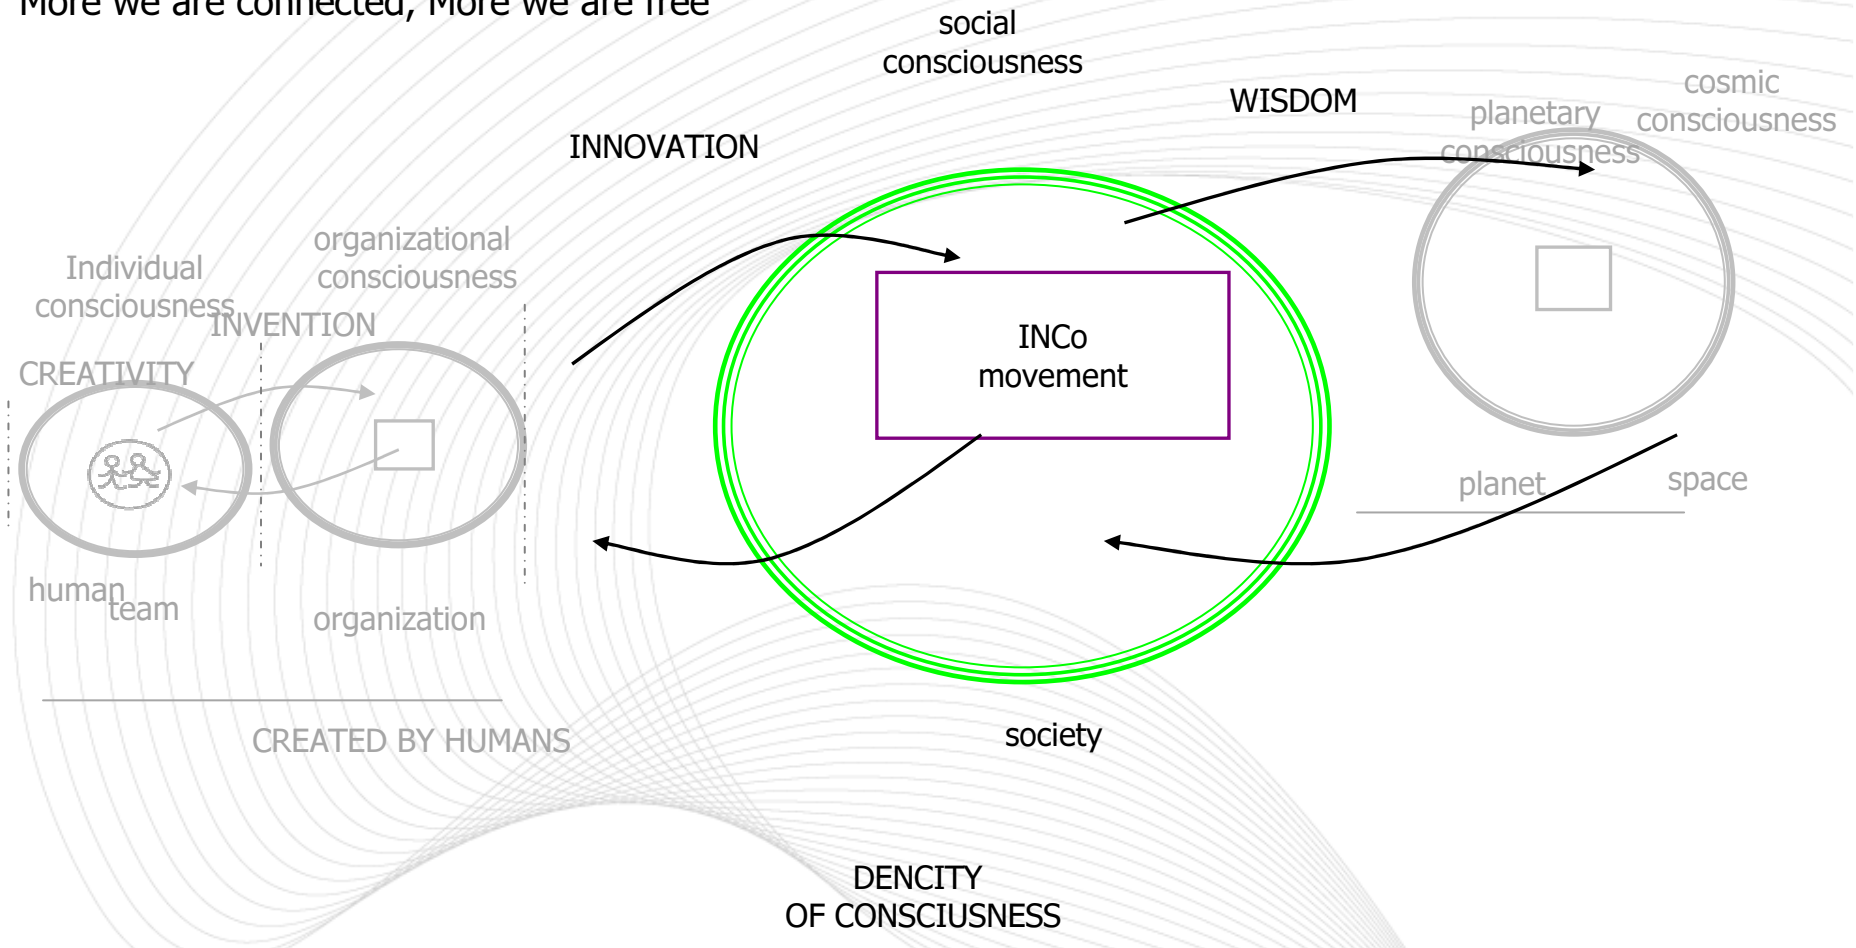 More we are connected, More we are free
social
consciousness
WISDOM
cosmic
consciousness
planetary
consciousness
INNOVATION
organizational
consciousness
Individual
consciousness
INVENTION
CREATIVITY
INCo
movement
planet
space
human
team
organization
CREATED BY HUMANS
society
DENCITY
OF CONSCIUSNESS